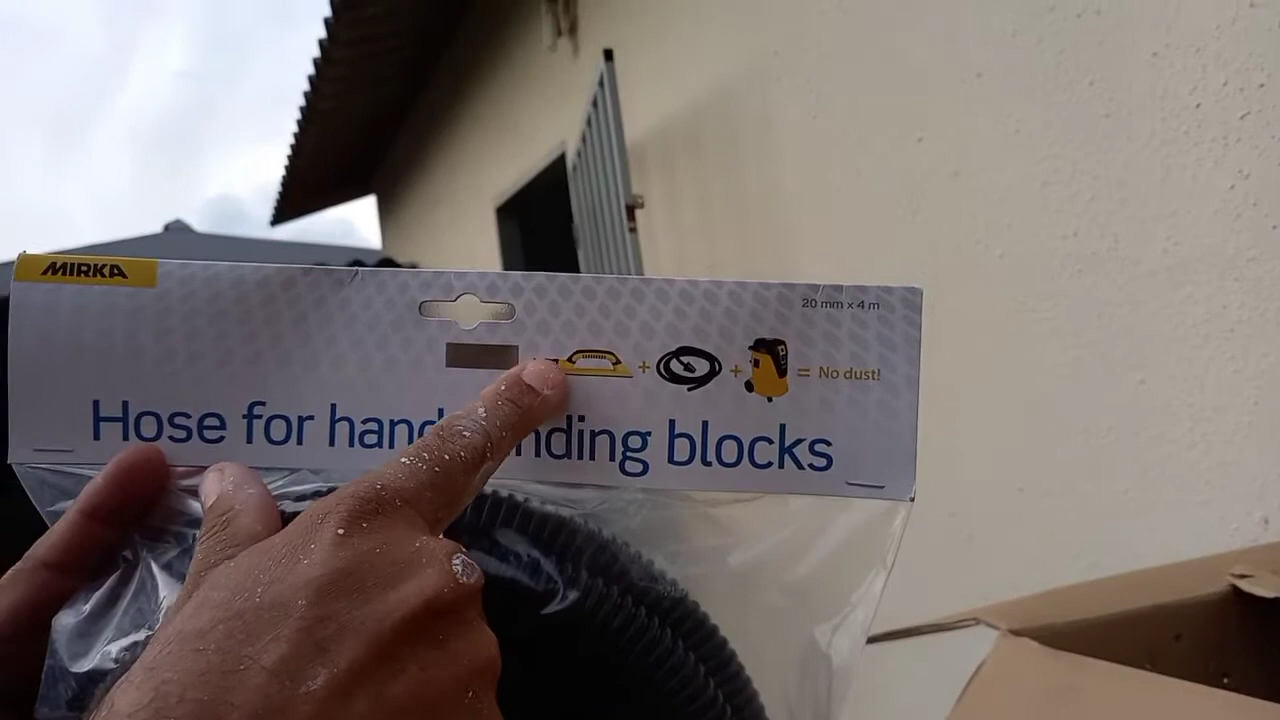 MIRKA
20 mm x 4 m
+ + = No dust!
Hose for hand nding blocks